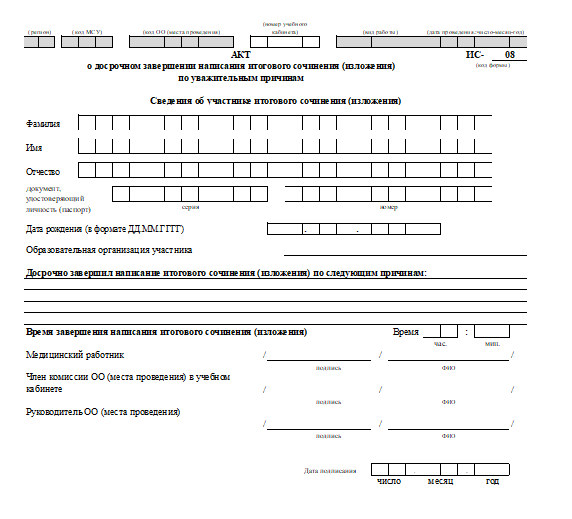 (номер учебного
(регион) (код МСУ) (код ОО (места проведения) кабинета) (код работы) (дата проведения: число-месяц-год)
АКТ ИС- 08
о досрочном завершении написания итогового сочинения (изложения) (код формы)
по уважительным причинам
Сведения об участнике итогового сочинения (изложения)
Фамилия
Имя
Отчество
Документ,
удостоверяющий
личность (паспорт)
серия номер
Дата рождения (в формате ДД.ММ.ГГГГ) . .
Образовательная организация участника
Досрочно завершил написание итогового сочинения (изложения) по следующим причинам:
Время завершения написания итогового сочинения (изложения) Время :
час. мин.
Медицинский работник / / /
подпись ФИО
Член комиссии ОО (места проведения) в учебном
кабинете / / /
подпись ФИО
Руководитель ОО (места проведения)
/ / /
подпись ФИО
Дата подписания . .
число месяц год